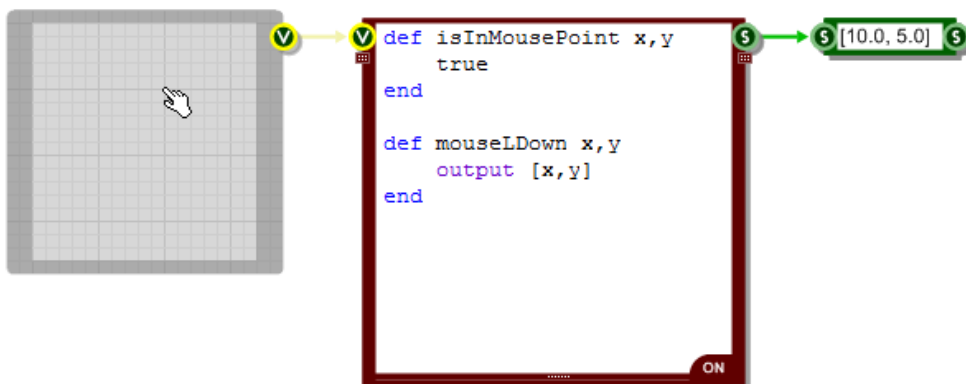 V
V
def isInMousePoint x,y
true
end
def mouseLDown x,y
output [x,y]
end
S
S
[10.0, 5.0]
S
ON